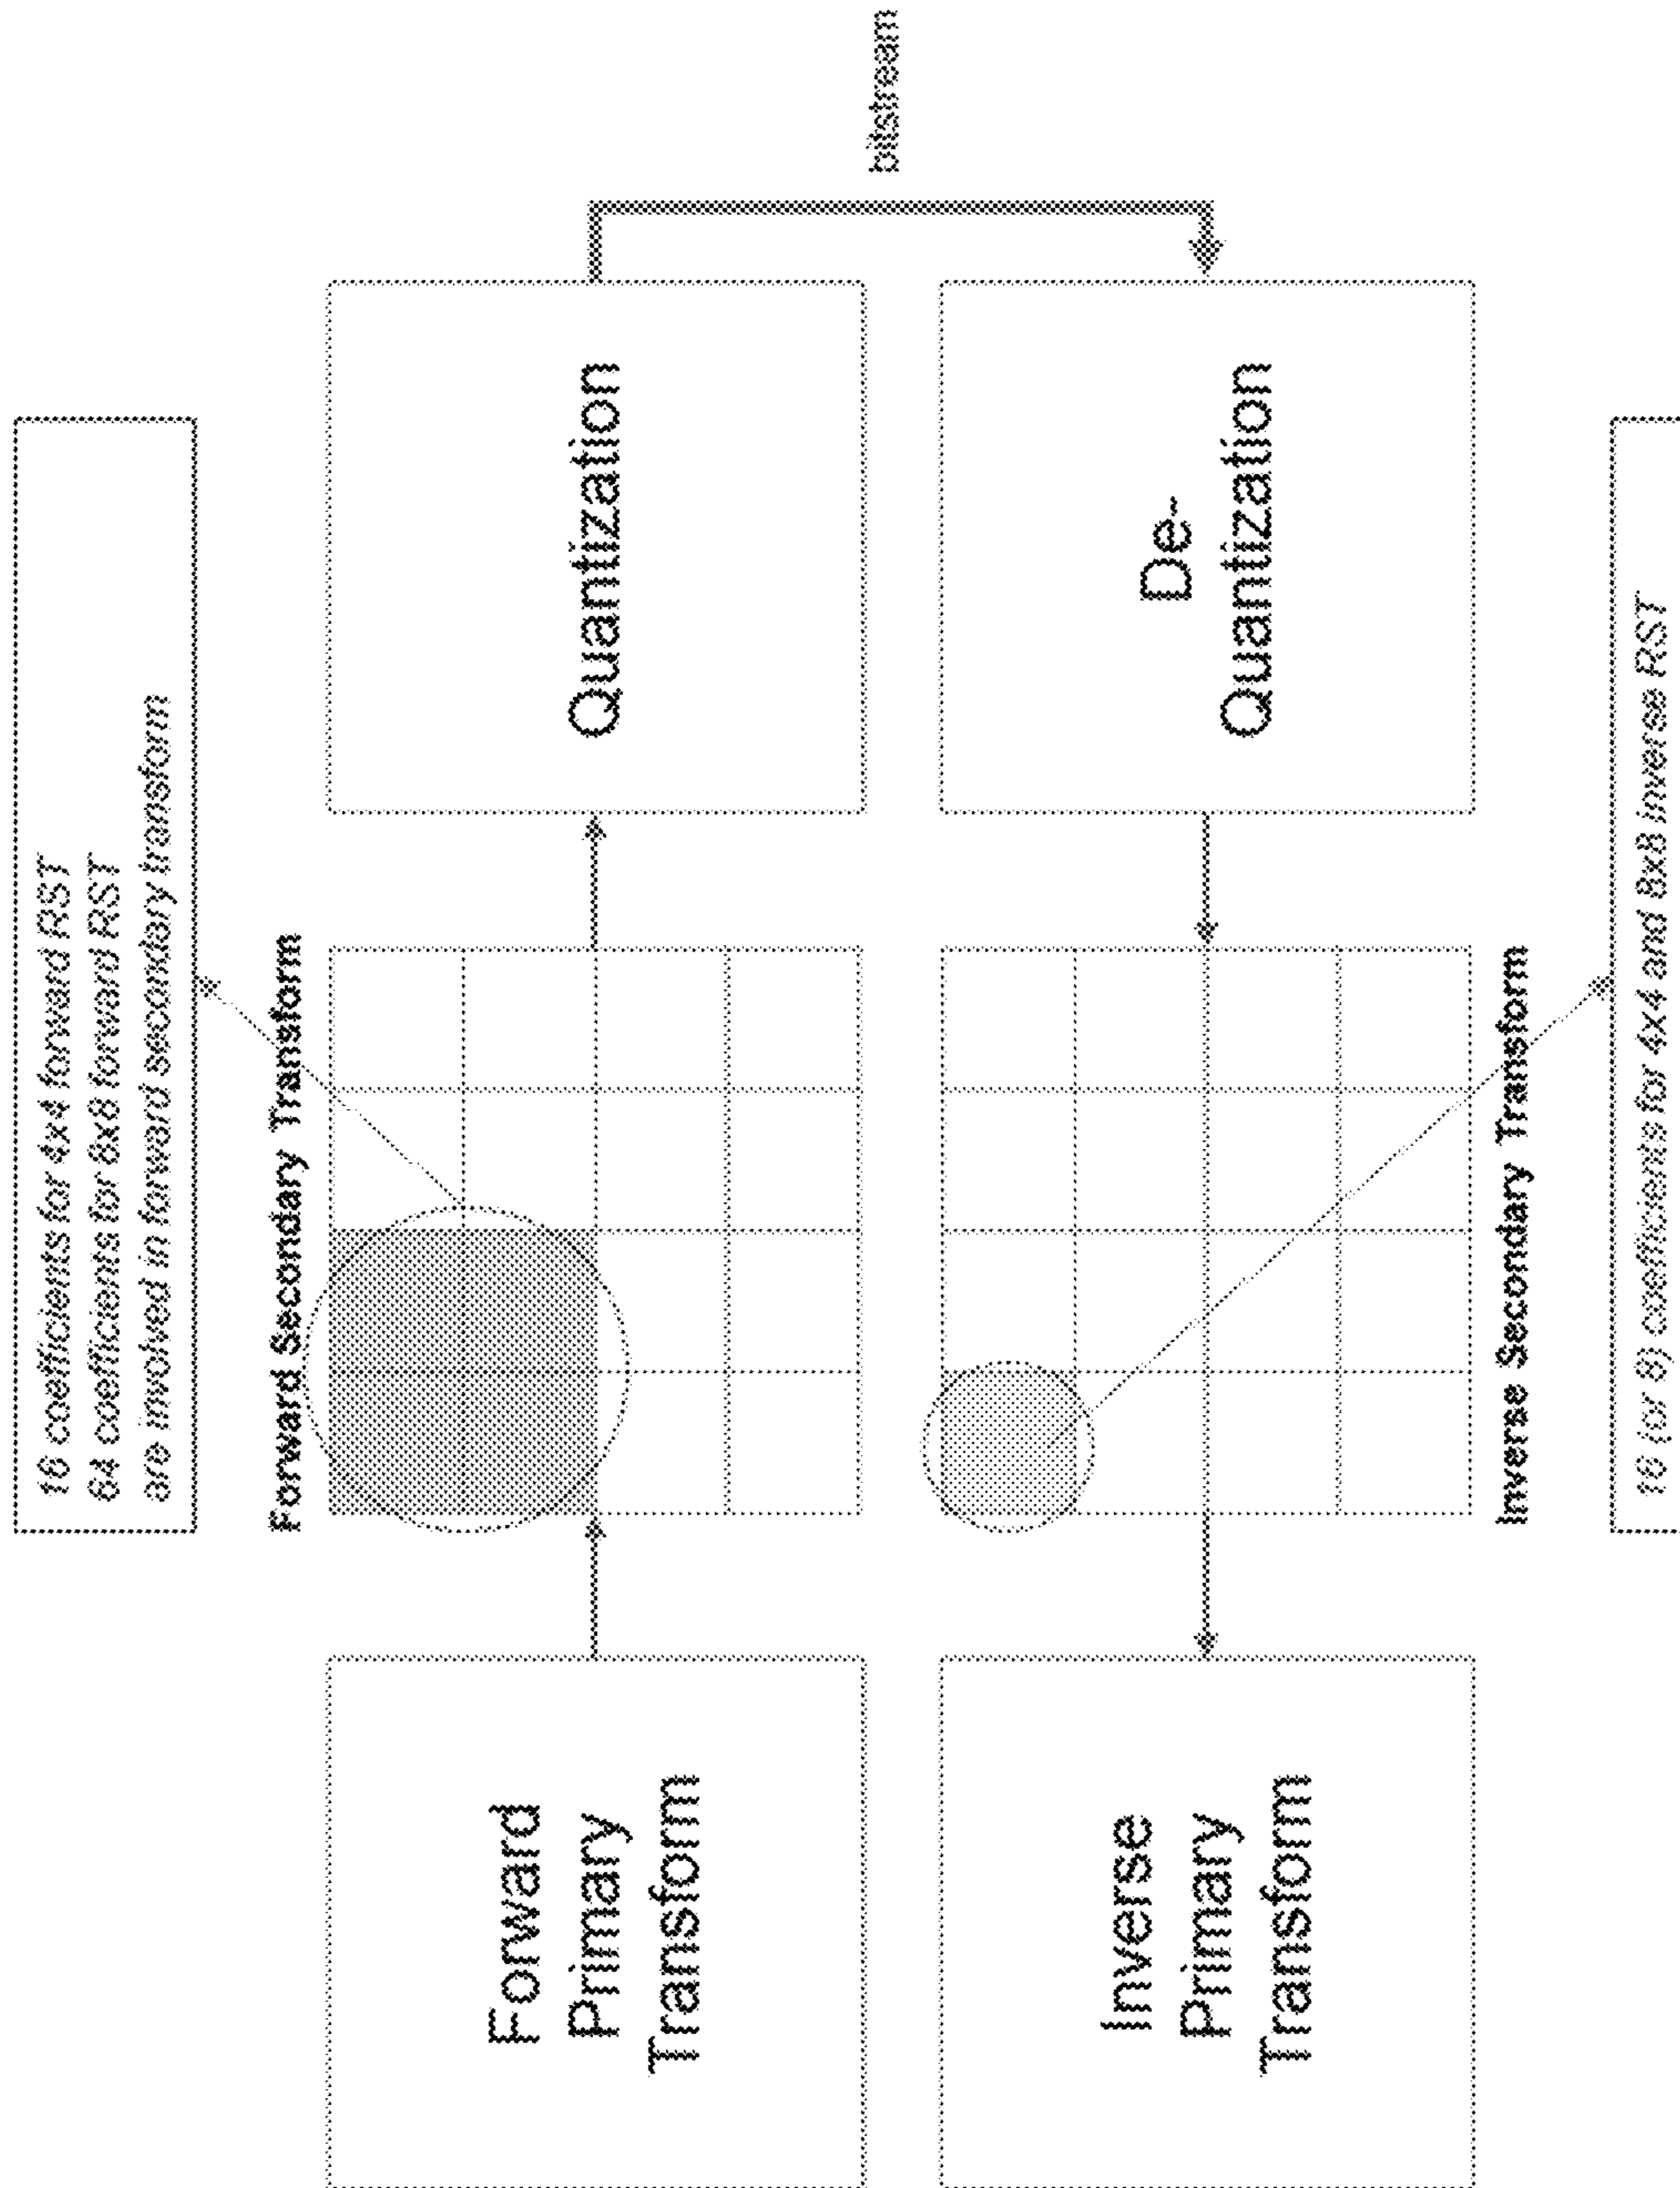 16 coefficients for 4x4 forward RST
64 coefficients for 8x8 forward RST
are involved in forward secondary transform
Forward Secondary Transform
Forward
Primary
Transform
Quantization
bitstream
Inverse
Primary
Transform
De-
Quantization
Inverse Secondary Transform
16 (or 8) coefficients for 4x4 and 8x8 inverse RST